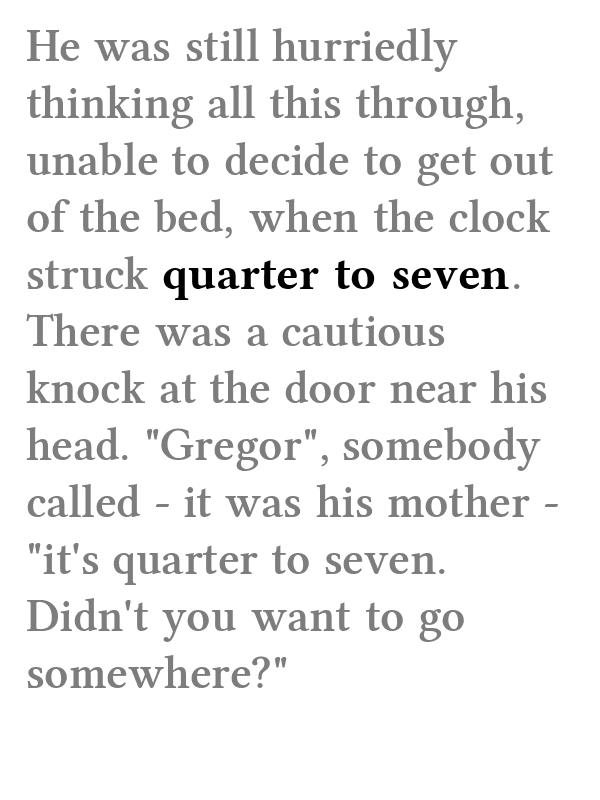 He was still hurriedly
thinking all this through,
unable to decide to get out
of the bed, when the clock
struck quarter to seven.
There was a cautious
knock at the door near his
head. "Gregor", somebody
called - it was his mother -
"it's quarter to seven.
Didn't you want to go
somewhere?"